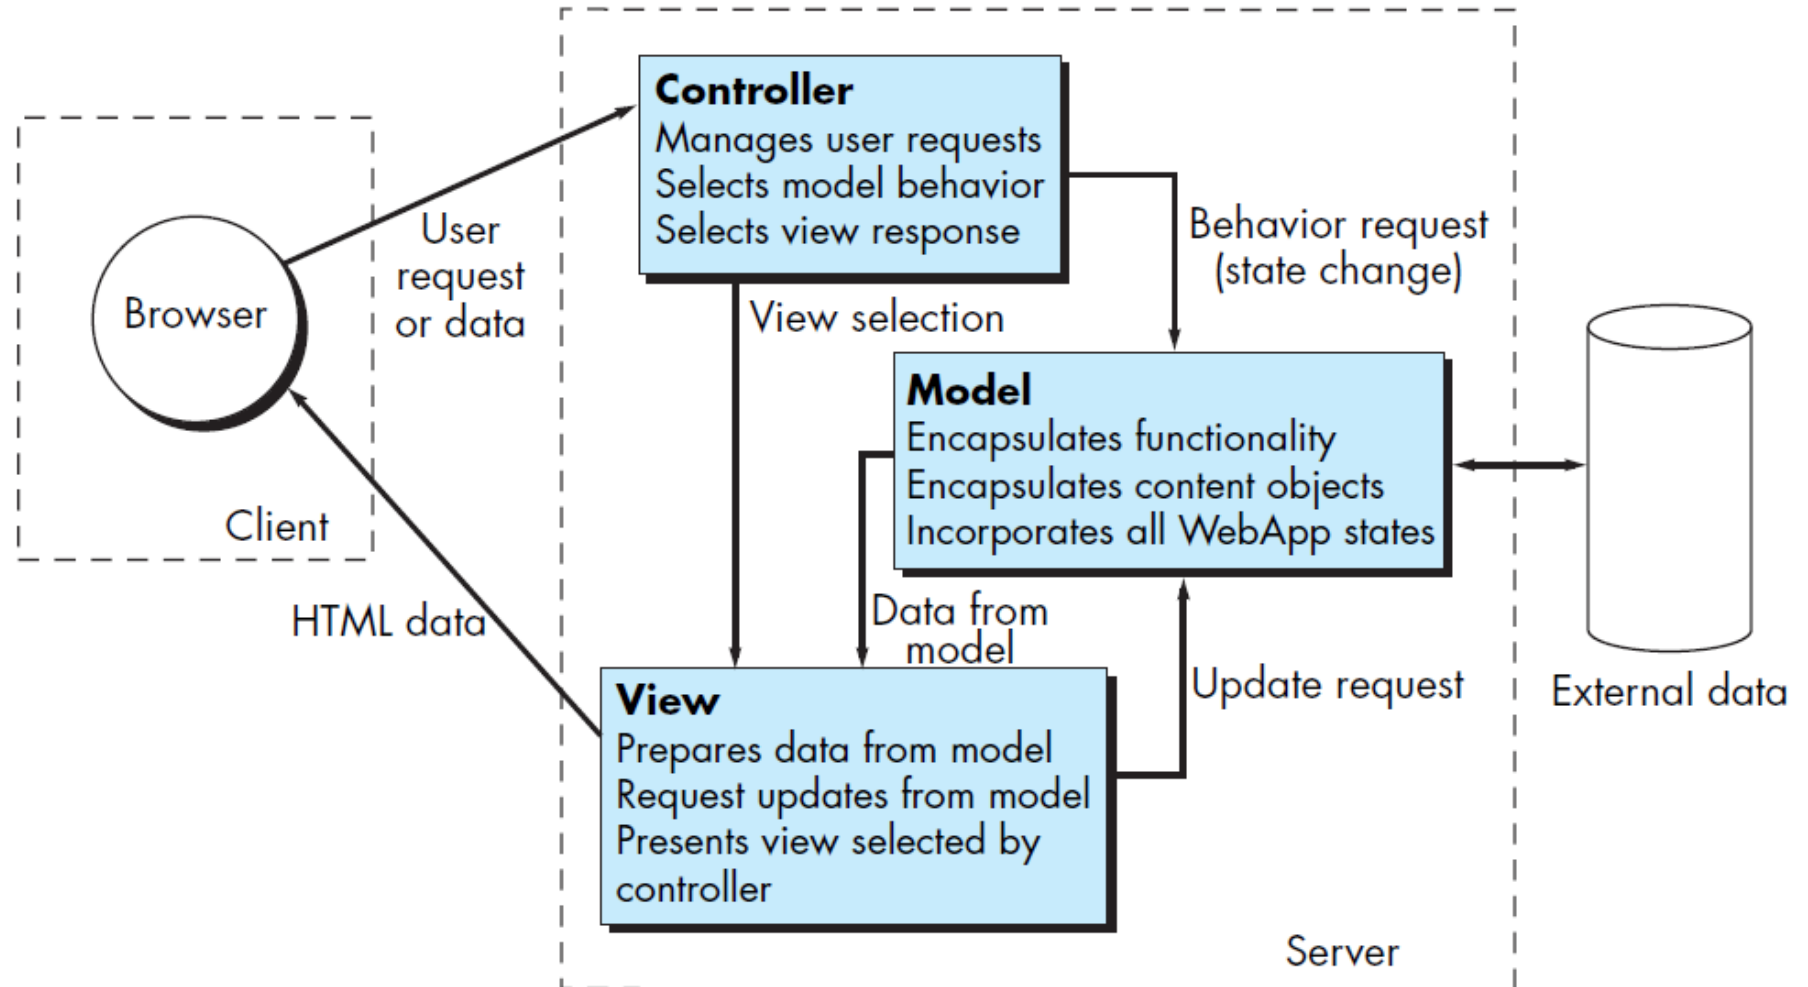 Controller
Manages user requests
Selects model behavior
Selects view response
Browser
User
request
or data
Behavior request
(state change)
View selection
Model
Encapsulates functionality
Encapsulates content objects
Incorporates all WebApp states
Client
HTML data
Data from
model
Update request
External data
View
Prepares data from model
Request updates from model
Presents view selected by
controller
Server